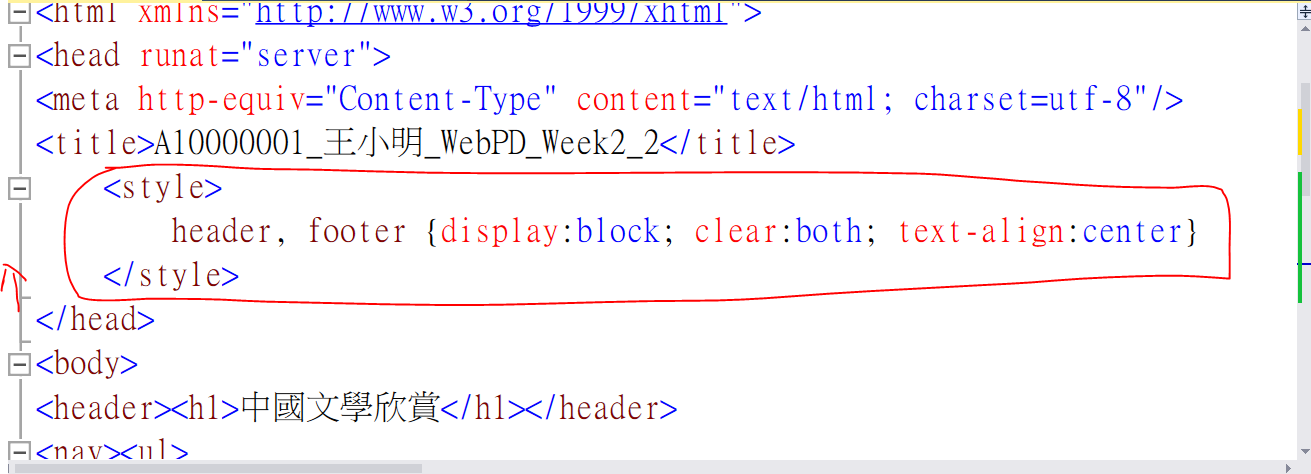 <html xmlns="http://www.w3.org/1999/xhtml">
<head runat="server">
<meta http-equiv="Content-Type" content="text/html; charset=utf-8"/>
<title>A10000001_王小明_WebPD_Week2_2</title>
<style>
header, footer {display:block; clear:both; text-align:center}
</style>
</head>
<body>
<header><h1>中國文學欣賞</h1></header>
<nav><ul>